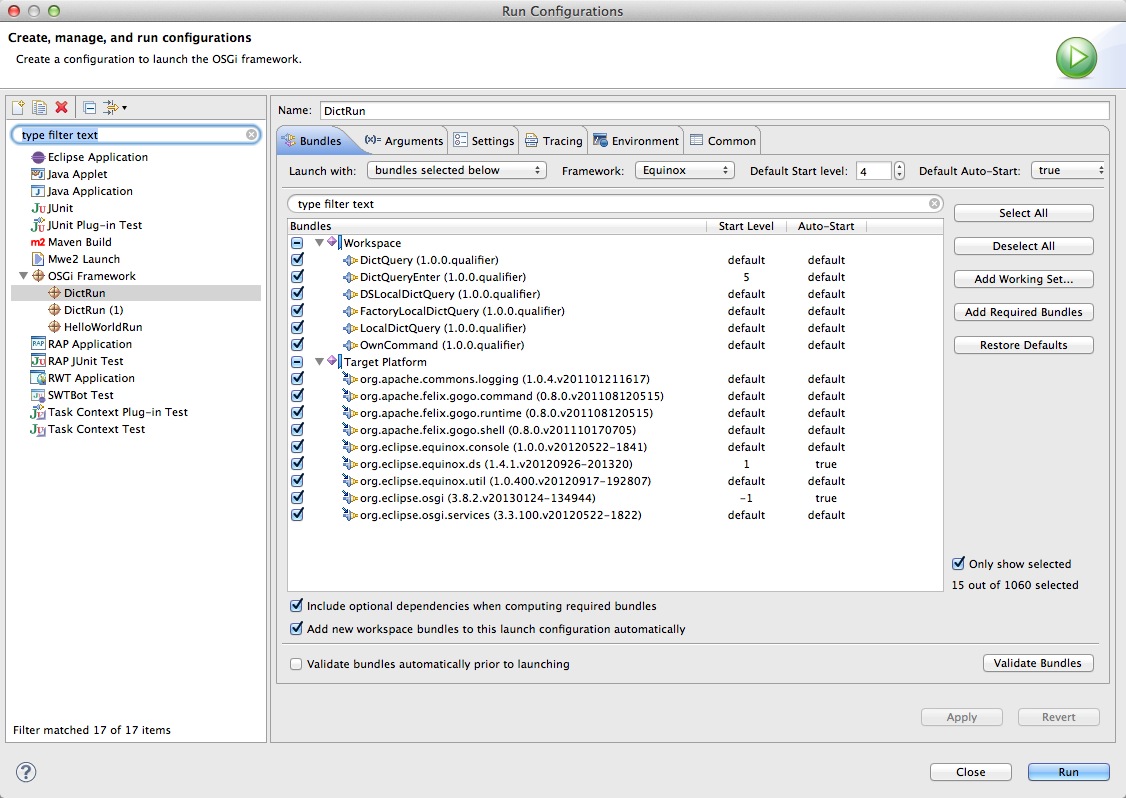 Run Configurations
Create, manage, and run configurations
Create a configuration to launch the OSGi framework.
type filter text
Eclipse Application
Java Applet
Java Application
JUnit
JUnit Plug-in Test
m2 Maven Build
Mwe2 Launch
OSGi Framework
DictRun
DictRun (1)
HelloWorldRun
RAP Application
RAP JUnit Test
RWT Application
SWTBot Test
Task Context Plug-in Test
Task Context Test
Filter matched 17 of 17 items
Name: DictRun
Bundles (x)= Arguments Settings Tracing Environment Common
Launch with: bundles selected below Framework: Equinox Default Start level: 4 Default Auto-Start: true
type filter text
Bundles Start Level Auto-Start
Workspace
DictQuery (1.0.0.qualifier) default default
DictQueryEnter (1.0.0.qualifier) 5 default
DSLocalDictQuery (1.0.0.qualifier) default default
FactoryLocalDictQuery (1.0.0.qualifier) default default
LocalDictQuery (1.0.0.qualifier) default default
OwnCommand (1.0.0.qualifier) default default
Target Platform
org.apache.commons.logging (1.0.4.v201101211617) default default
org.apache.felix.gogo.command (0.8.0.v201108120515) default default
org.apache.felix.gogo.runtime (0.8.0.v201108120515) default default
org.apache.felix.gogo.shell (0.8.0.v201110170705) default default
org.eclipse.equinox.console (1.0.0.v20120522-1841) default default
org.eclipse.equinox.ds (1.4.1.v20120926-201320) 1 true
org.eclipse.equinox.util (1.0.400.v20120917-192807) default default
org.eclipse.osgi (3.8.2.v20130124-134944) -1 true
org.eclipse.osgi.services (3.3.100.v20120522-1822) default default
Select All
Deselect All
Add Working Set...
Add Required Bundles
Restore Defaults
Only show selected
15 out of 1060 selected
Include optional dependencies when computing required bundles
Add new workspace bundles to this launch configuration automatically
Validate bundles automatically prior to launching
Validate Bundles
Apply Revert
? Close Run